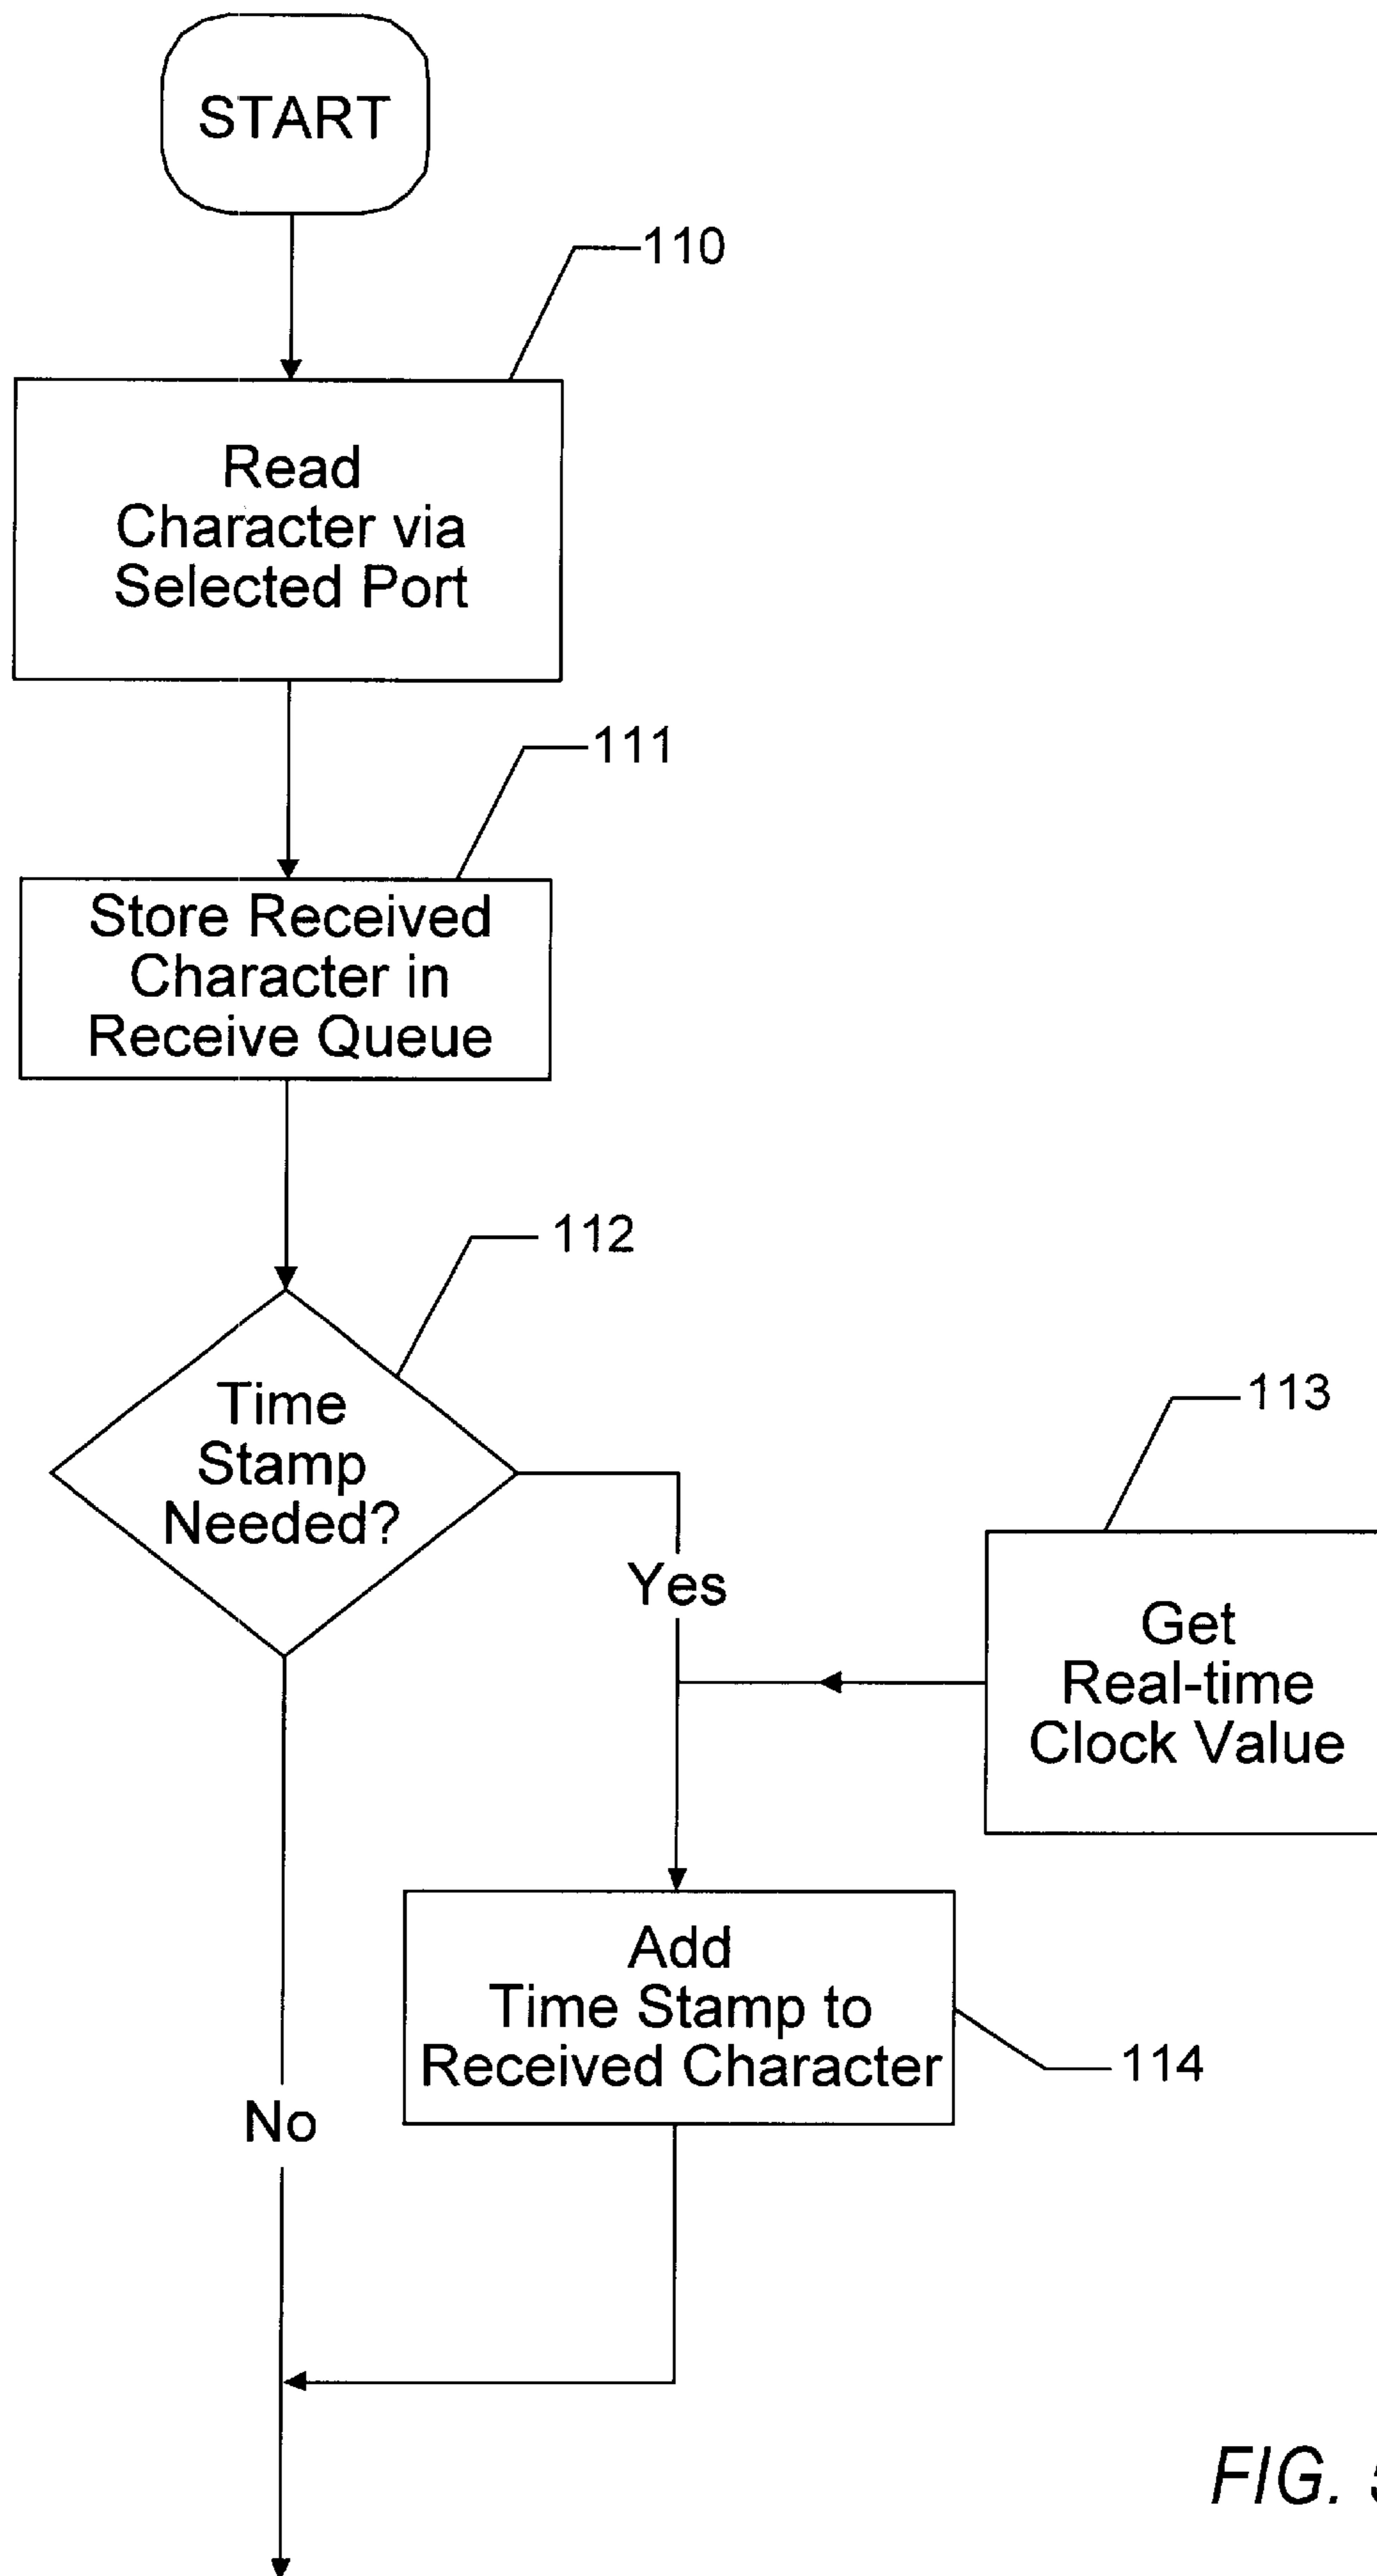 START
110
Read
Character via
Selected Port
111
Store Received
Character in
Receive Queue
112
Time
Stamp
Needed?
Yes
113
Get
Real-time
Clock Value
Add
Time Stamp to
Received Character
114
No
FIG.